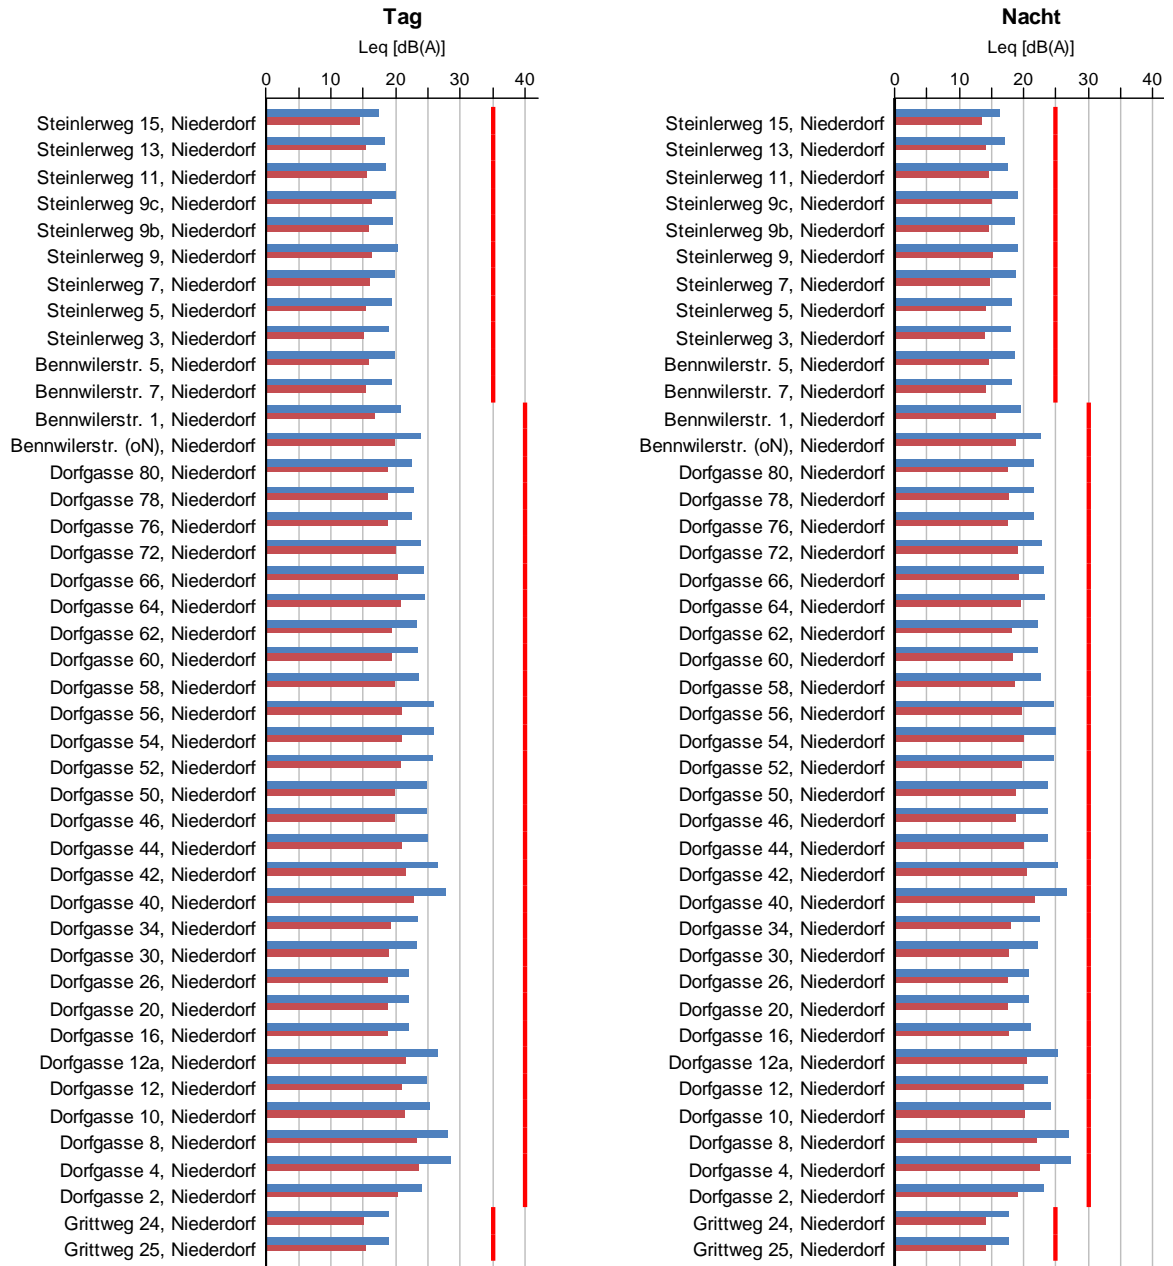 Tag
Leq [dB(A)]
0 10 20 30 40
Steinlerweg 15, Niederdorf
Steinlerweg 13, Niederdorf
Steinlerweg 11, Niederdorf
Steinlerweg 9c, Niederdorf
Steinlerweg 9b, Niederdorf
Steinlerweg 9, Niederdorf
Steinlerweg 7, Niederdorf
Steinlerweg 5, Niederdorf
Steinlerweg 3, Niederdorf
Bennwilerstr. 5, Niederdorf
Bennwilerstr. 7, Niederdorf
Bennwilerstr. 1, Niederdorf
Bennwilerstr. (oN), Niederdorf
Dorfgasse 80, Niederdorf
Dorfgasse 78, Niederdorf
Dorfgasse 76, Niederdorf
Dorfgasse 72, Niederdorf
Dorfgasse 66, Niederdorf
Dorfgasse 64, Niederdorf
Dorfgasse 62, Niederdorf
Dorfgasse 60, Niederdorf
Dorfgasse 58, Niederdorf
Dorfgasse 56, Niederdorf
Dorfgasse 54, Niederdorf
Dorfgasse 52, Niederdorf
Dorfgasse 50, Niederdorf
Dorfgasse 46, Niederdorf
Dorfgasse 44, Niederdorf
Dorfgasse 42, Niederdorf
Dorfgasse 40, Niederdorf
Dorfgasse 34, Niederdorf
Dorfgasse 30, Niederdorf
Dorfgasse 26, Niederdorf
Dorfgasse 20, Niederdorf
Dorfgasse 16, Niederdorf
Dorfgasse 12a, Niederdorf
Dorfgasse 12, Niederdorf
Dorfgasse 10, Niederdorf
Dorfgasse 8, Niederdorf
Dorfgasse 4, Niederdorf
Dorfgasse 2, Niederdorf
Grittweg 24, Niederdorf
Grittweg 25, Niederdorf
Nacht
Leq [dB(A)]
0 10 20 30 40
Steinlerweg 15, Niederdorf
Steinlerweg 13, Niederdorf
Steinlerweg 11, Niederdorf
Steinlerweg 9c, Niederdorf
Steinlerweg 9b, Niederdorf
Steinlerweg 9, Niederdorf
Steinlerweg 7, Niederdorf
Steinlerweg 5, Niederdorf
Steinlerweg 3, Niederdorf
Bennwilerstr. 5, Niederdorf
Bennwilerstr. 7, Niederdorf
Bennwilerstr. 1, Niederdorf
Bennwilerstr. (oN), Niederdorf
Dorfgasse 80, Niederdorf
Dorfgasse 78, Niederdorf
Dorfgasse 76, Niederdorf
Dorfgasse 72, Niederdorf
Dorfgasse 66, Niederdorf
Dorfgasse 64, Niederdorf
Dorfgasse 62, Niederdorf
Dorfgasse 60, Niederdorf
Dorfgasse 58, Niederdorf
Dorfgasse 56, Niederdorf
Dorfgasse 54, Niederdorf
Dorfgasse 52, Niederdorf
Dorfgasse 50, Niederdorf
Dorfgasse 46, Niederdorf
Dorfgasse 44, Niederdorf
Dorfgasse 42, Niederdorf
Dorfgasse 40, Niederdorf
Dorfgasse 34, Niederdorf
Dorfgasse 30, Niederdorf
Dorfgasse 26, Niederdorf
Dorfgasse 20, Niederdorf
Dorfgasse 16, Niederdorf
Dorfgasse 12a, Niederdorf
Dorfgasse 12, Niederdorf
Dorfgasse 10, Niederdorf
Dorfgasse 8, Niederdorf
Dorfgasse 4, Niederdorf
Dorfgasse 2, Niederdorf
Grittweg 24, Niederdorf
Grittweg 25, Niederdorf